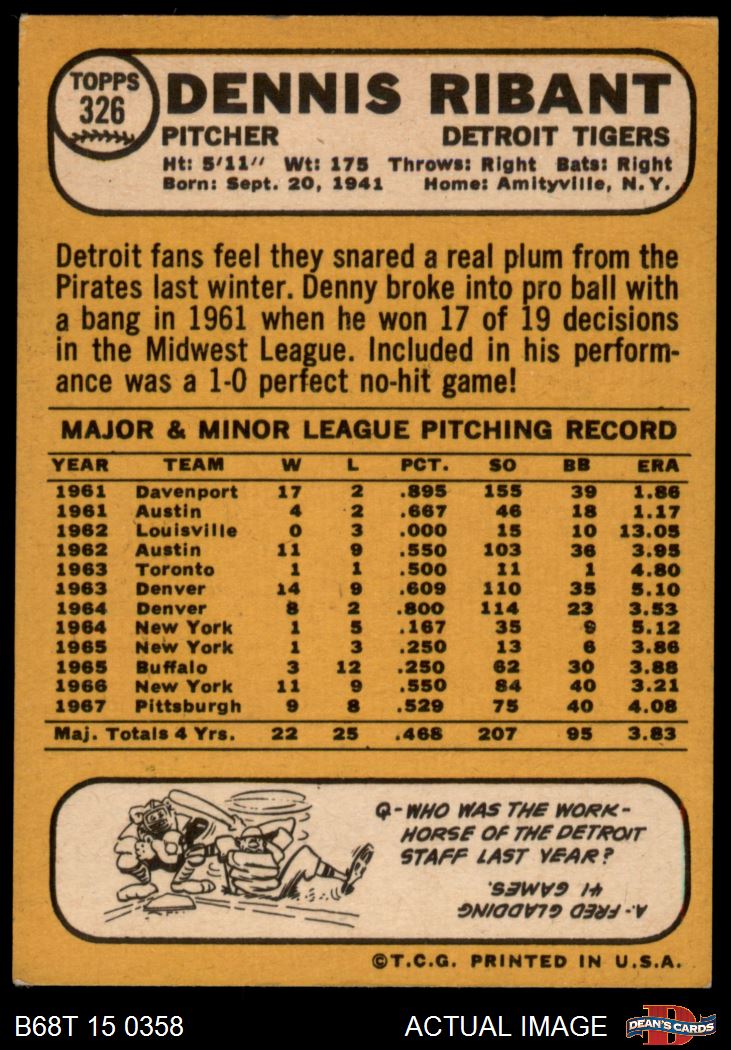 TOPPS
326
DENNIS RIBANT
PITCHER DETROIT TIGERS
Ht: 5'11" Wt: 175 Throws: Right Bats: Right
Born: Sept. 20, 1941 Home: Amityville, N.Y.
Detroit fans feel they snared a real plum from the
Pirates last winter. Denny broke into pro ball with
a bang in 1961 when he won 17 of 19 decisions
in the Midwest League. Included in his perform-
ance was a 1-0 perfect no-hit game!
MAJOR & MINOR LEAGUE PITCHING RECORD
YEAR TEAM W L PCT. SO BB ERA
1961 Davenport 17 2 .895 155 39 1.86
1961 Austin 4 2 .667 46 18 1.17
1962 Louisville 0 3 .000 15 10 13.05
1962 Austin 11 9 .550 103 36 3.95
1963 Toronto 1 1 .500 11 1 4.80
1963 Denver 14 9 .609 110 35 5.10
1964 Denver 8 2 .800 114 23 3.53
1964 New York 1 5 .167 35 9 5.12
1965 New York 1 3 .250 13 6 3.86
1965 Buffalo 3 12 .250 62 30 3.88
1966 New York 11 9 .550 84 40 3.21
1967 Pittsburgh 9 8 .529 75 40 4.08
Maj. Totals 4 Yrs. 22 25 .468 207 95 3.83
Q-WHO WAS THE WORK-
HORSE OF THE DETROIT
STAFF LAST YEAR?
A-FRED GLADDING
41 GAMES.
©T.C.G. PRINTED IN U.S.A.
B68T 15 0358 ACTUAL IMAGE
DEAN'S CARDS